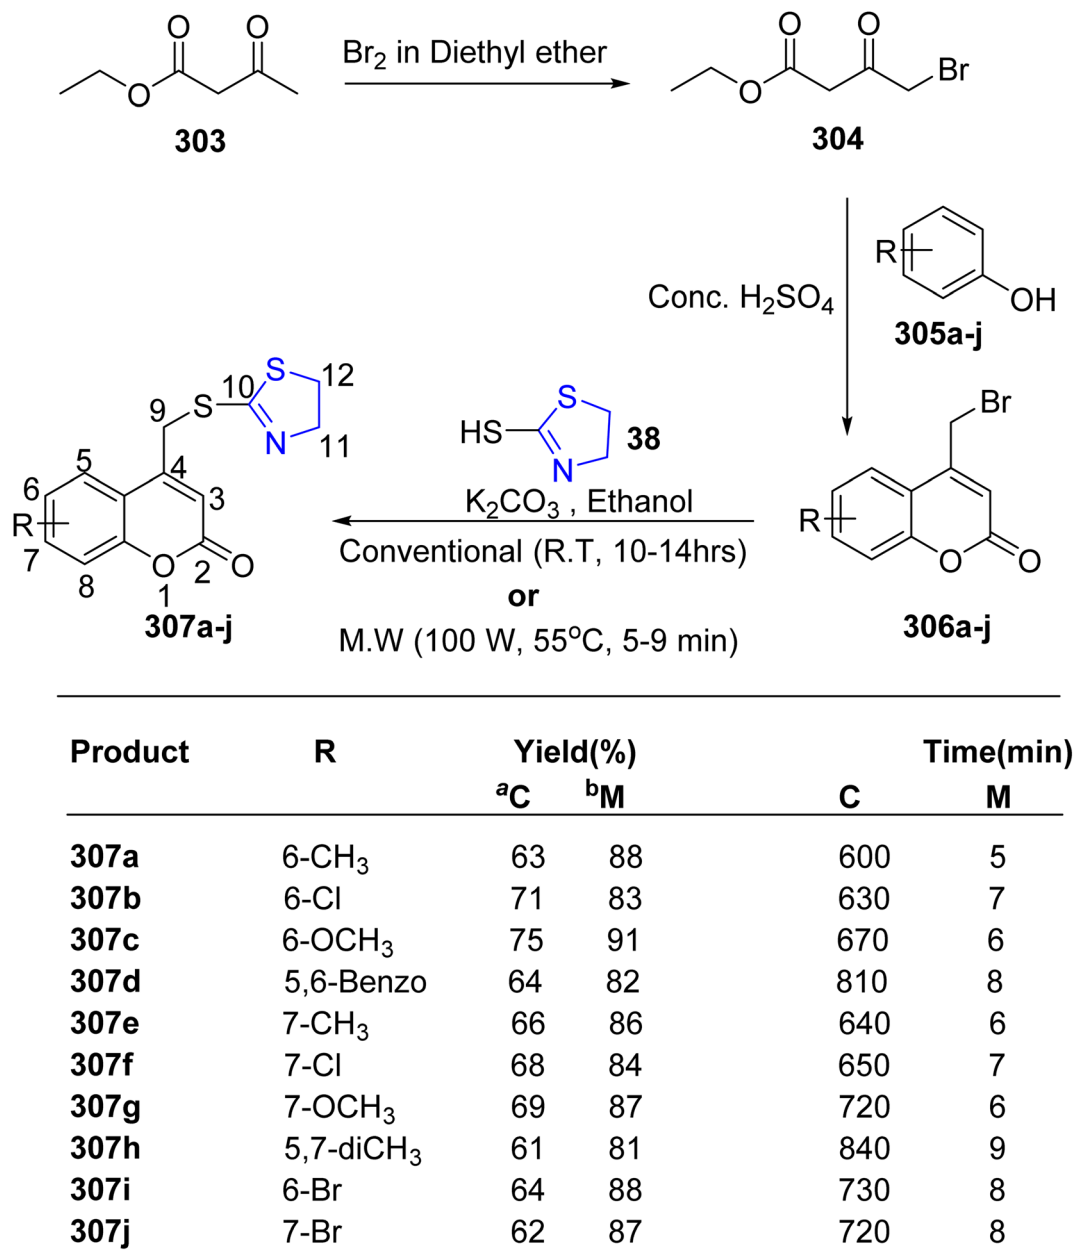 O O
O
303
Br2 in Diethyl ether
O O
O
Br
304
R
OH
305a-j
Conc. H2SO4
Br
R
O O
306a-j
HS S N 38
K2CO3 , Ethanol
Conventional (R.T, 10-14hrs)
or
M.W (100 W, 55oC, 5-9 min)
S 12
10
9 S
N 11
5 4
6 3
R
7 O 2 O
8 1
307a-j
Product R Yield(%) Time(min)
aC bM C M
307a 6-CH3 63 88 600 5
307b 6-Cl 71 83 630 7
307c 6-OCH3 75 91 670 6
307d 5,6-Benzo 64 82 810 8
307e 7-CH3 66 86 640 6
307f 7-Cl 68 84 650 7
307g 7-OCH3 69 87 720 6
307h 5,7-diCH3 61 81 840 9
307i 6-Br 64 88 730 8
307j 7-Br 62 87 720 8